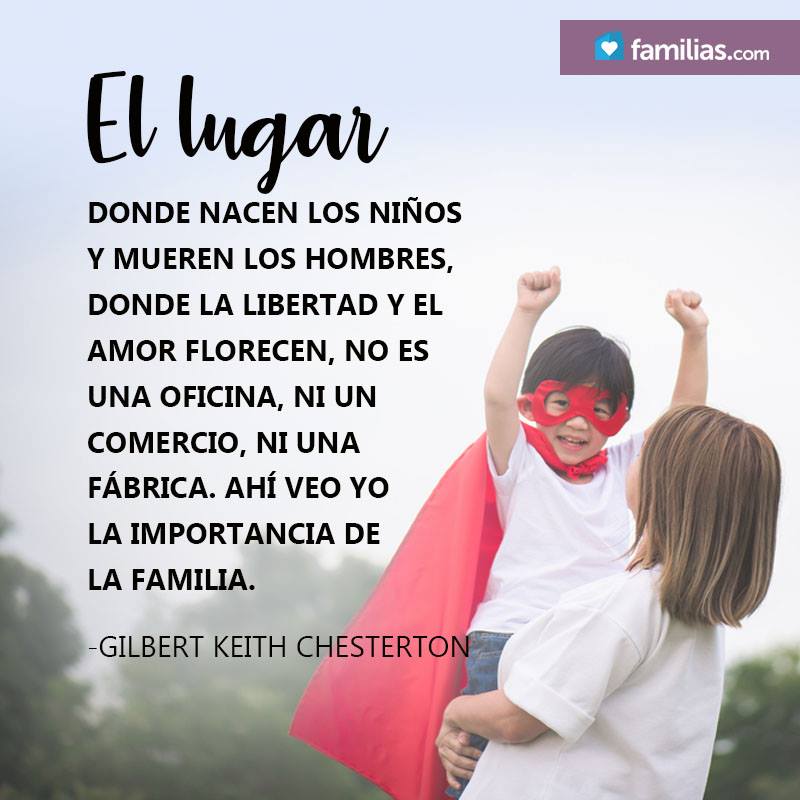 familias.com
El lugar
DONDE NACEN LOS NIÑOS
Y MUEREN LOS HOMBRES,
DONDE LA LIBERTAD Y EL
AMOR FLORECEN, NO ES
UNA OFICINA, NI UN
COMERCIO, NI UNA
FÁBRICA. AHÍ VEO YO
LA IMPORTANCIA DE
LA FAMILIA.
-GILBERT KEITH CHESTERTON